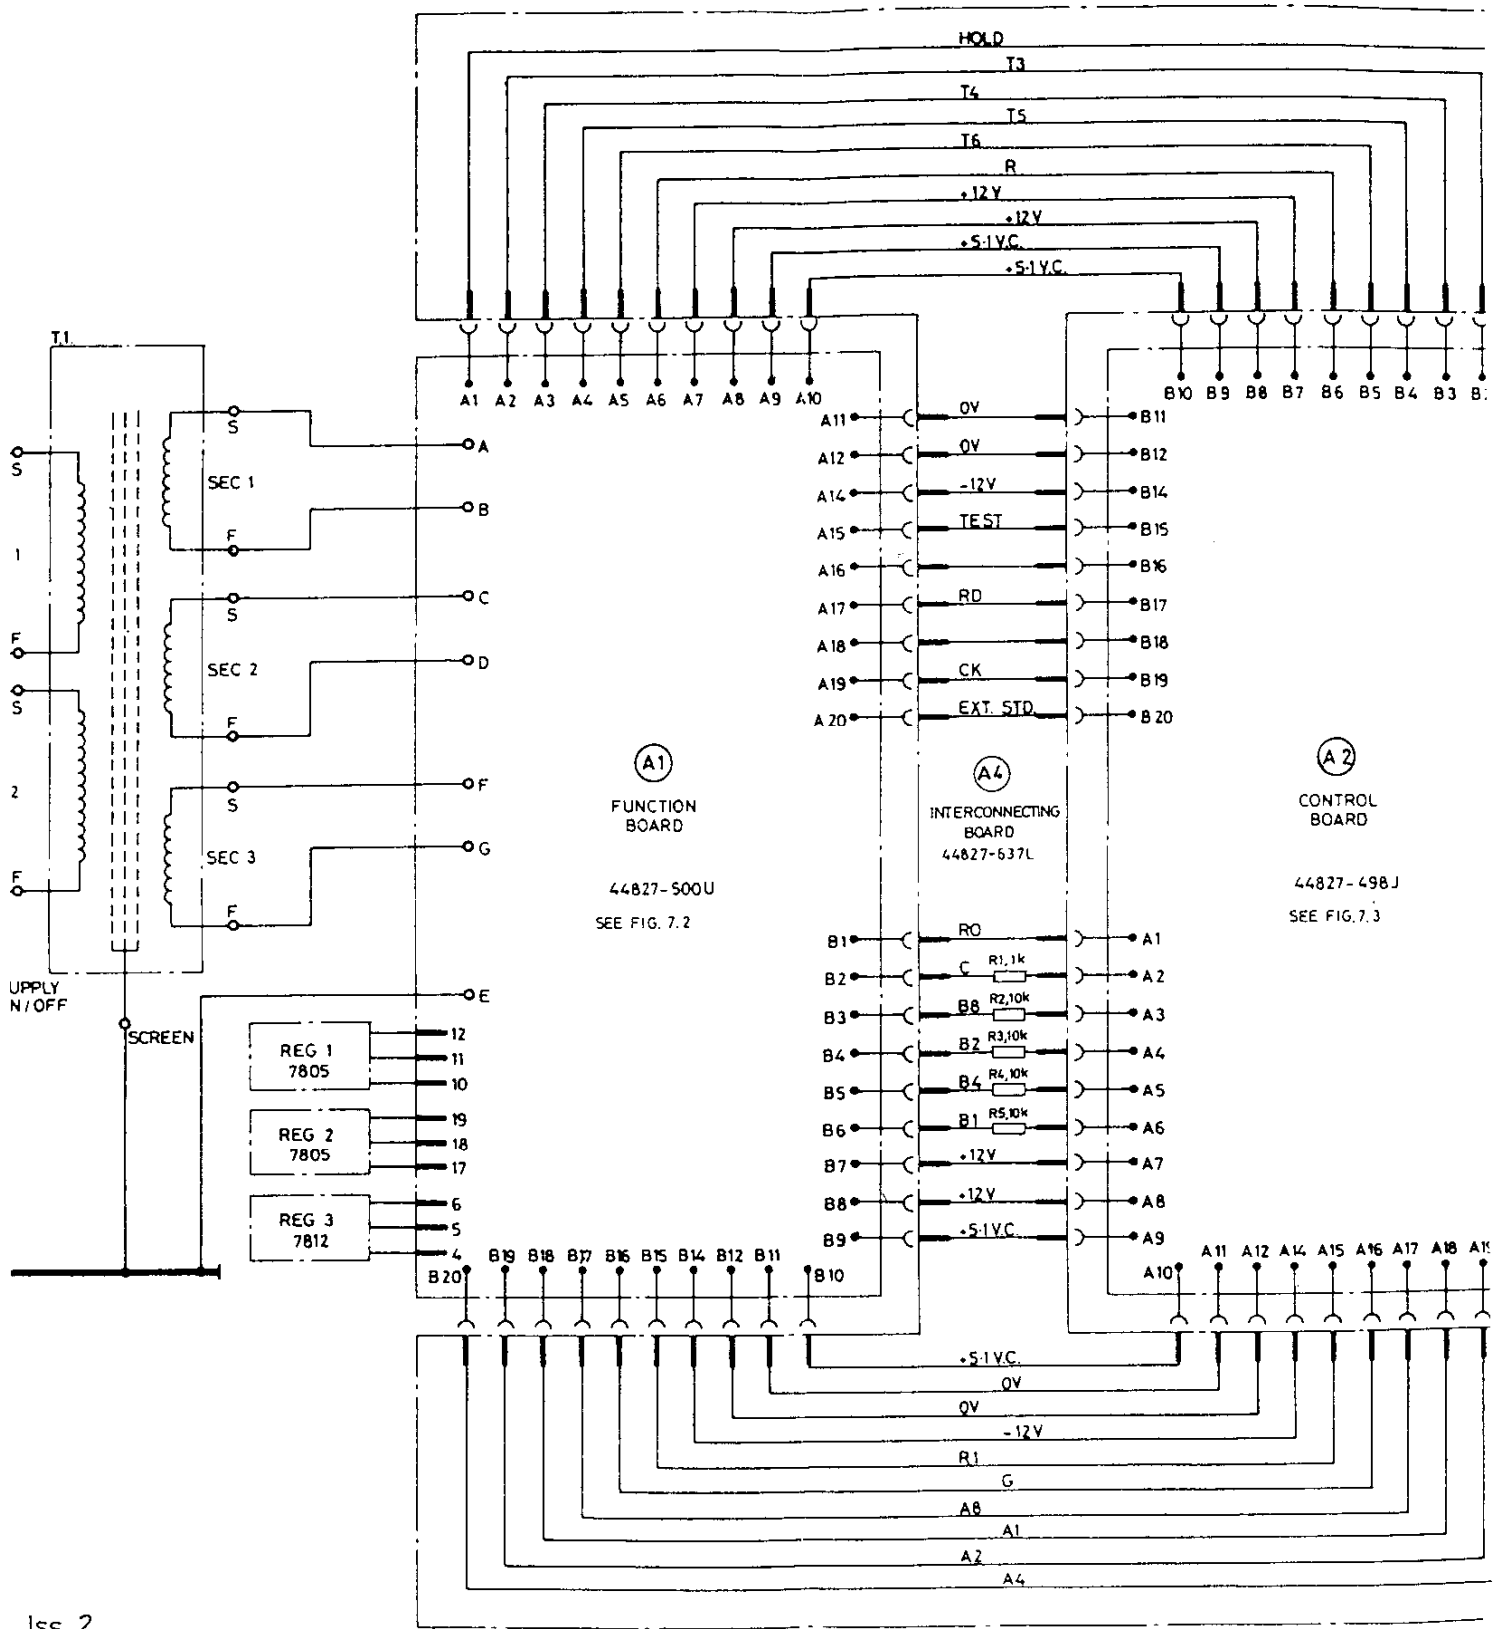 HOLD
T3
T4
T5
T6
R
+12V
+12V
+5·1V.C.
+5·1V.C.
T.1.
A1 A2 A3 A4 A5 A6 A7 A8 A9 A10
B10 B9 B8 B7 B6 B5 B4 B3
S
F
S
F
1
2
S
SEC 1
F
S
SEC 2
F
S
SEC 3
F
A
B
C
D
F
G
E
A11 0V B11
A12 0V B12
A14 -12V B14
A15 TEST B15
A16 B16
A17 RD B17
A18 B18
A19 CK B19
A20 EXT. STD. B20
A1
FUNCTION
BOARD
44827-500U
SEE FIG. 7.2
A4
INTERCONNECTING
BOARD
44827-637L
A2
CONTROL
BOARD
44827-498J
SEE FIG. 7.3
B1 RO A1
B2 C R1,1k A2
B3 B8 R2,10k A3
B4 B2 R3,10k A4
B5 B4 R4,10k A5
B6 B1 R5,10k A6
B7 +12V A7
B8 +12V A8
B9 +5·1V.C. A9
UPPLY
N/OFF
SCREEN
REG 1
7805
12
11
10
REG 2
7805
19
18
17
REG 3
7812
6
5
4
B20 B19 B18 B17 B16 B15 B14 B12 B11 B10
A10 A11 A12 A14 A15 A16 A17 A18 A19
+5·1V.C.
0V
0V
-12V
R1
G
A8
A1
A2
A4
Iss. 2